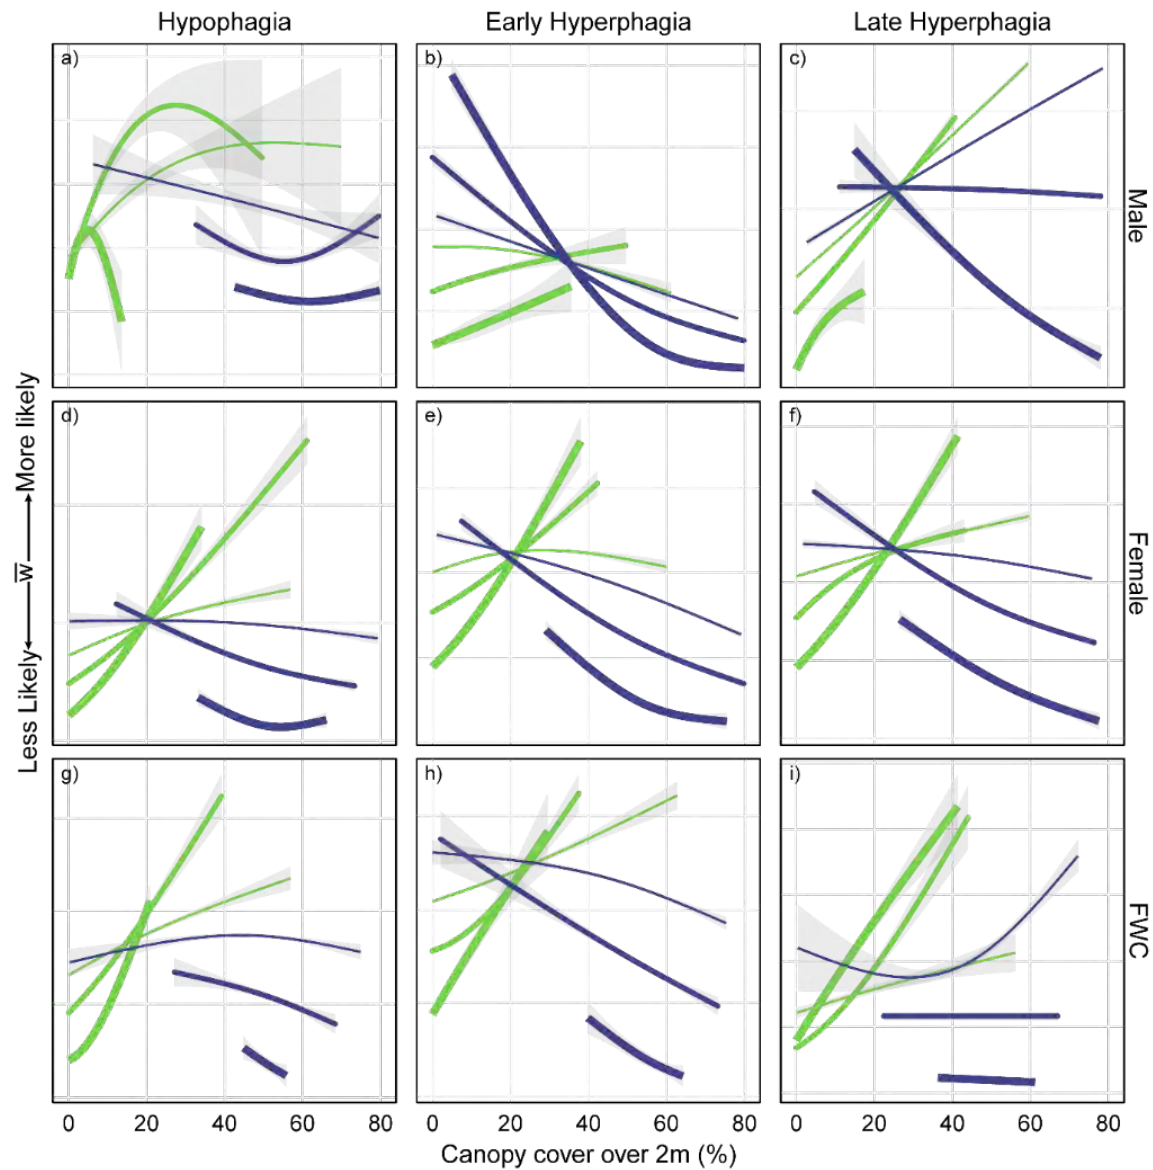 Hypophagia Early Hyperphagia Late Hyperphagia
a) b) c)
Male
d) e) f)
Female
g) h) i)
FWC
Less Likely w̅ More likely
0 20 40 60 80 0 20 40 60 80 0 20 40 60 80
Canopy cover over 2m (%)